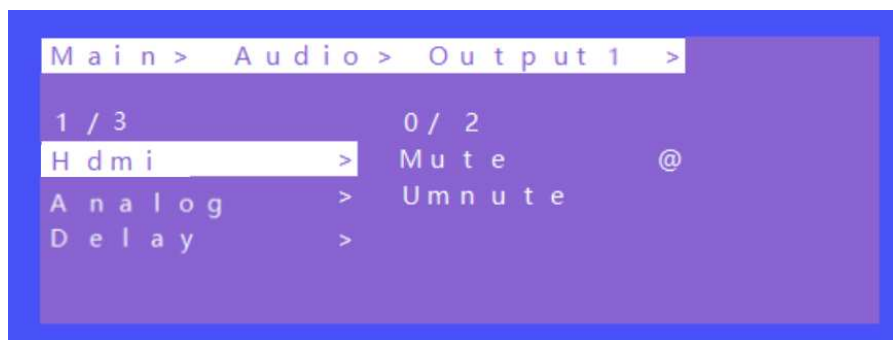 Main> Audio> Output1 >
1/3 0/ 2
Hdmi > Mute @
Analog > Umnute
Delay >